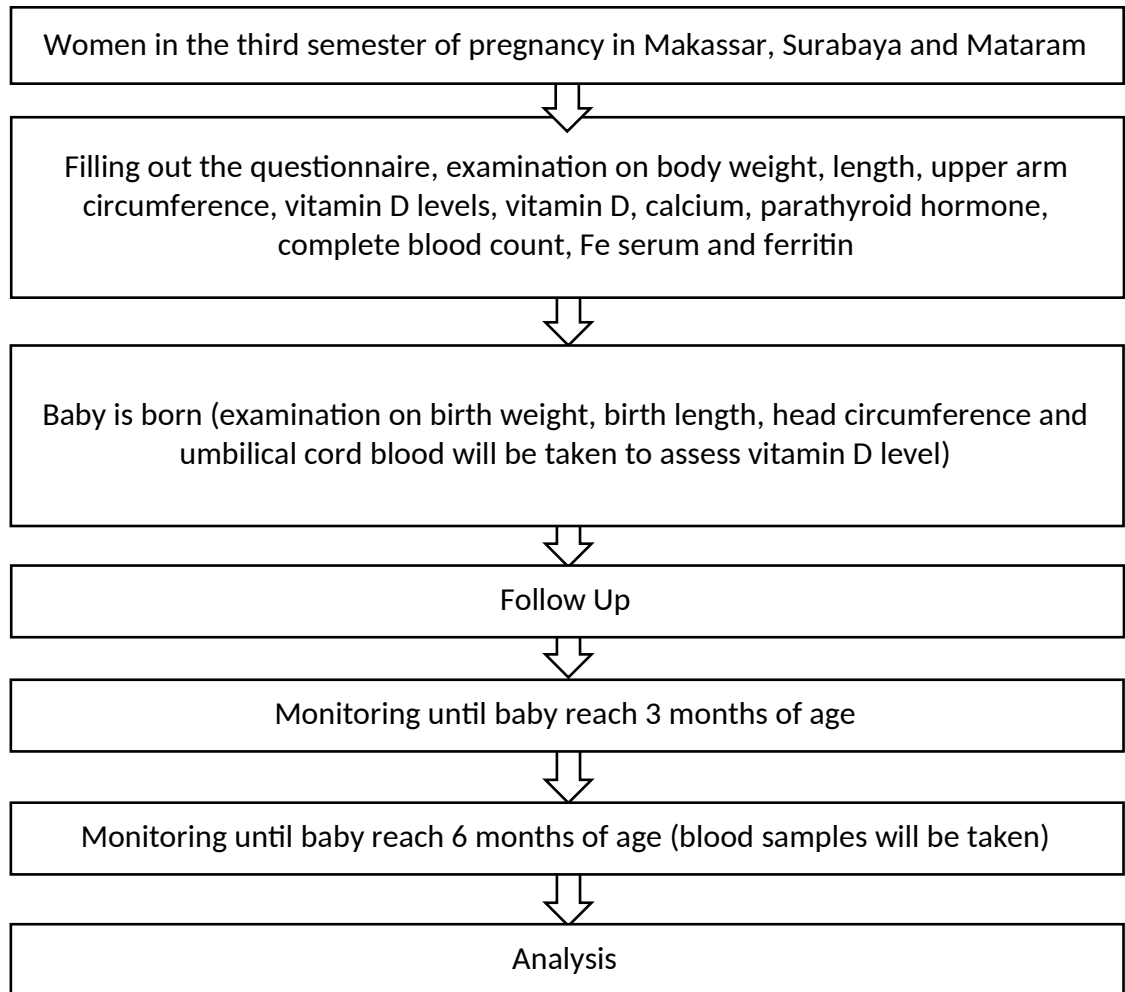 Women in the third semester of pregnancy in Makassar, Surabaya and Mataram
Filling out the questionnaire, examination on body weight, length, upper arm
circumference, vitamin D levels, vitamin D, calcium, parathyroid hormone,
complete blood count, Fe serum and ferritin
Baby is born (examination on birth weight, birth length, head circumference and
umbilical cord blood will be taken to assess vitamin D level)
Follow Up
Monitoring until baby reach 3 months of age
Monitoring until baby reach 6 months of age (blood samples will be taken)
Analysis